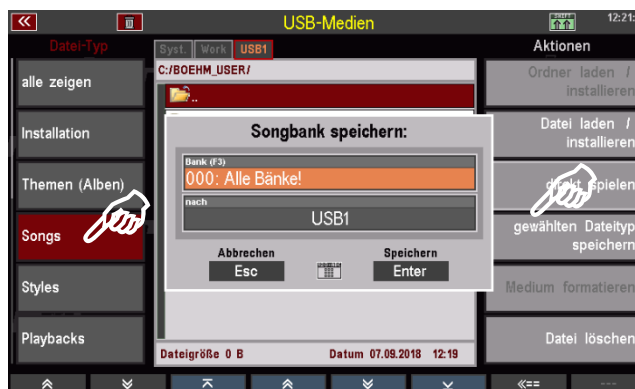 USB-Medien
SHIFT
12:21:
Datei-Typ
Syst.
Work
USB1
Aktionen
C:/BOEHM_USER/
..
alle zeigen
Installation
Themen (Alben)
Songs
Styles
Playbacks
Songbank speichern:
Bank (F3)
000: Alle Bänke!
nach
USB1
Abbrechen
Esc
Speichern
Enter
Dateigröße 0 B
Datum 07.09.2018 12:19
Ordner laden /
installieren
Datei laden /
installieren
spielen
gewählten Dateityp
speichern
Medium formatieren
Datei löschen
«==
---